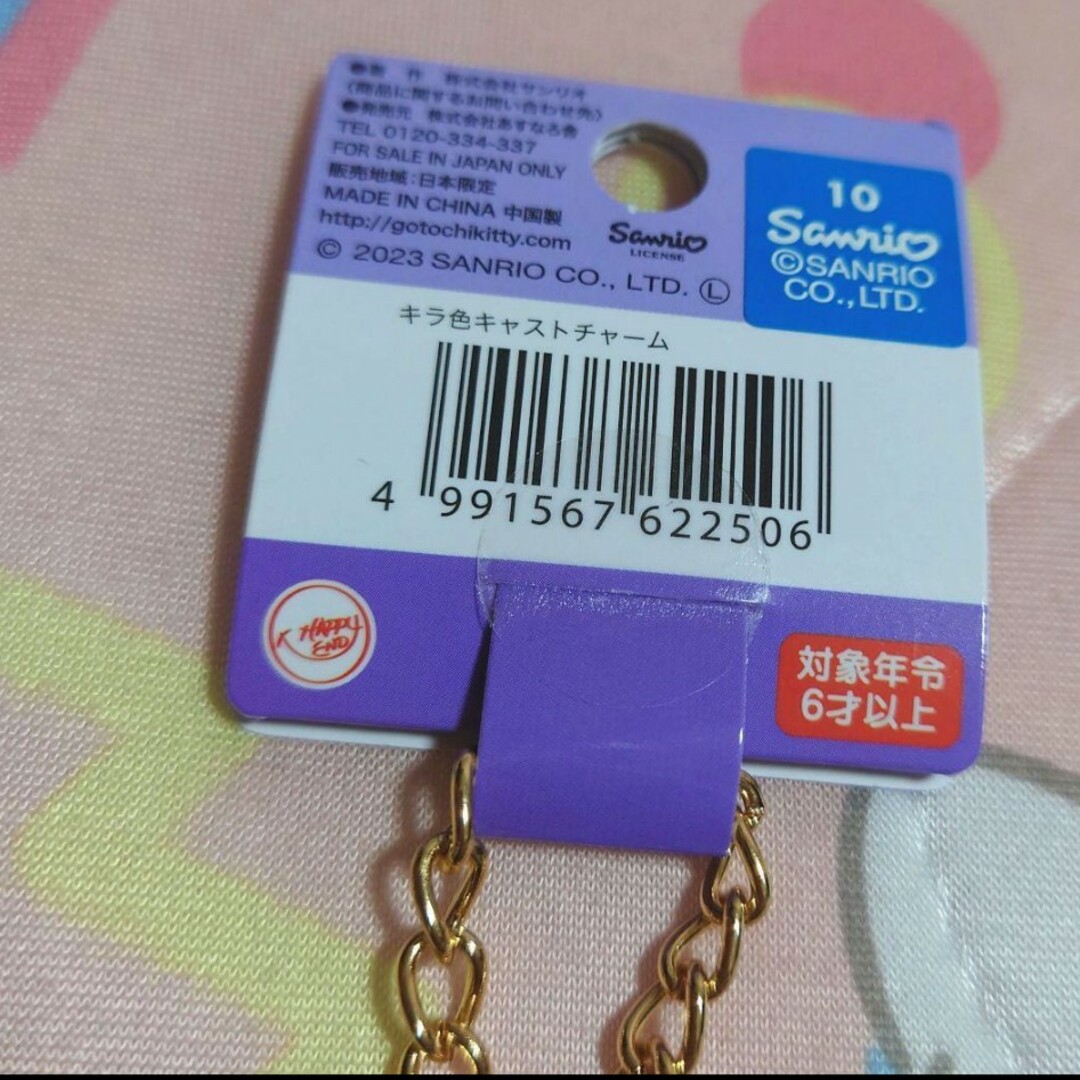 ●製 作 株式会社サンリオ
〈商品に関するお問い合わせ先〉
●発売元 株式会社あすなろ舎
TEL 0120-334-337
FOR SALE IN JAPAN ONLY
販売地域:日本限定
MADE IN CHINA 中国製
http://gotochikitty.com
© 2023 SANRIO CO., LTD. Ⓛ
Sanrio
LICENSE
10
Sanrio
©SANRIO
CO.,LTD.
キラ色キャストチャーム
4 991567 622506
HAPPY
END
対象年令
6才以上